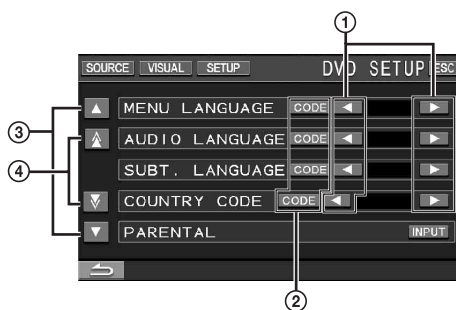 ①
SOURCE VISUAL SETUP DVD SETUP ESC
MENU LANGUAGE CODE
③
AUDIO LANGUAGE CODE
④
SUBT. LANGUAGE CODE
COUNTRY CODE CODE
PARENTAL INPUT
②